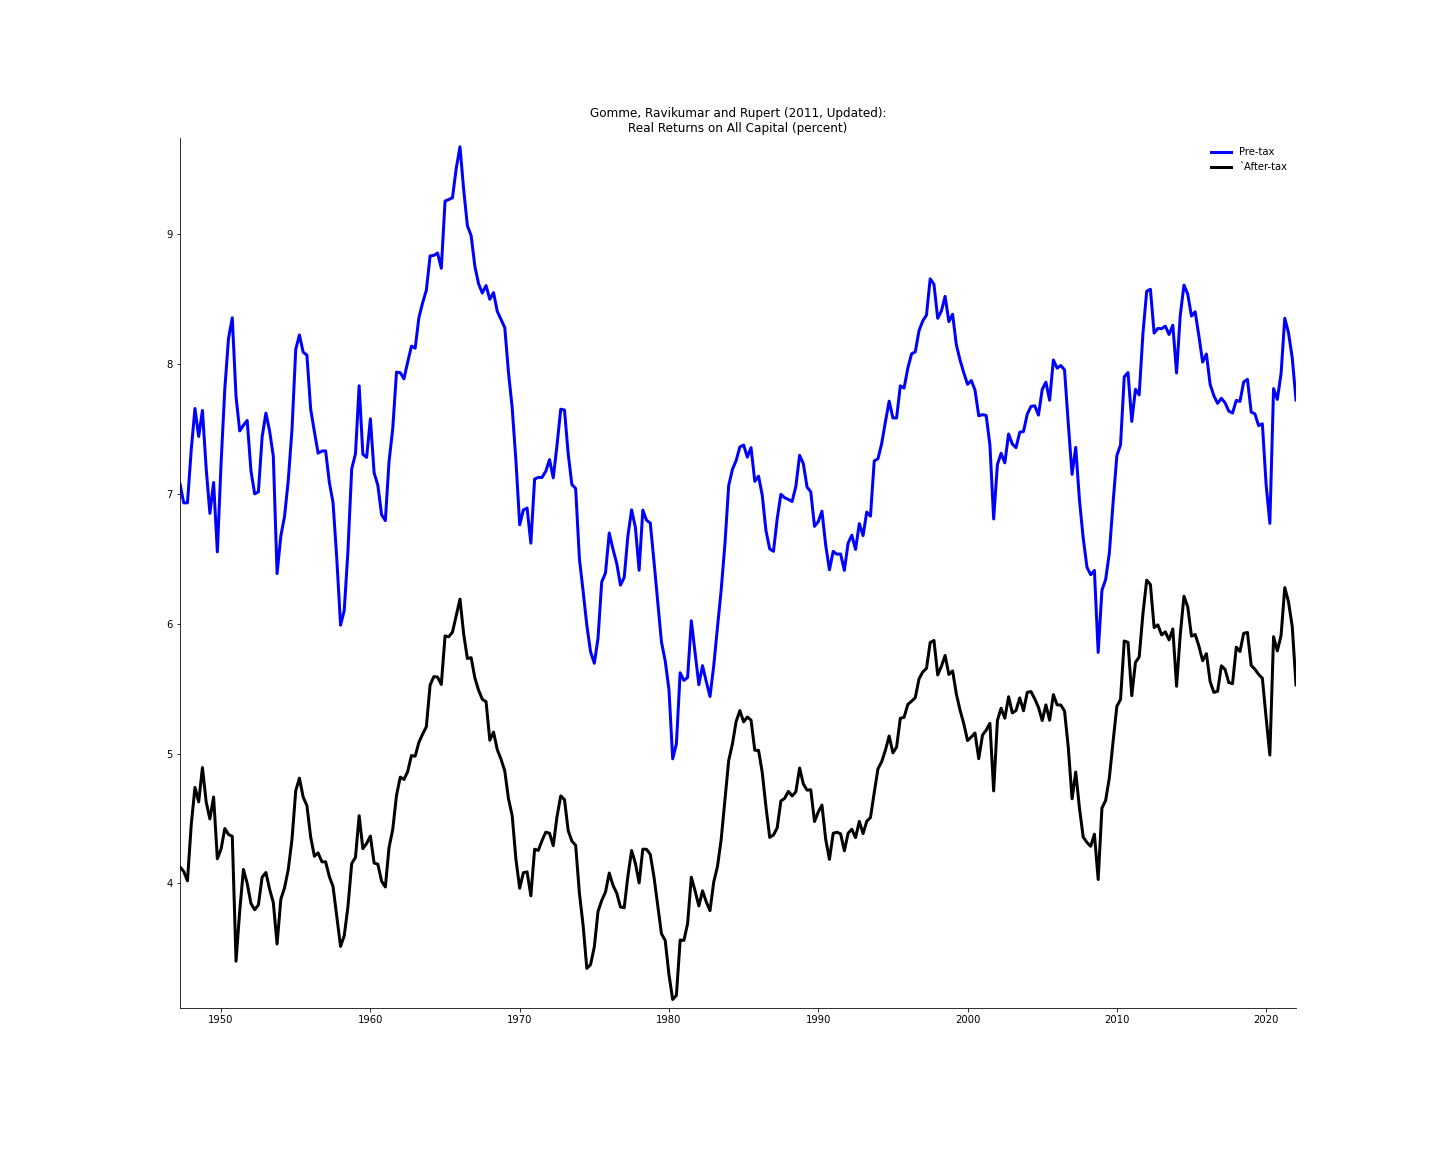 Gomme, Ravikumar and Rupert (2011, Updated):
Real Returns on All Capital (percent)
Pre-tax
`After-tax
9
8
7
6
5
4
1950 1960 1970 1980 1990 2000 2010 2020